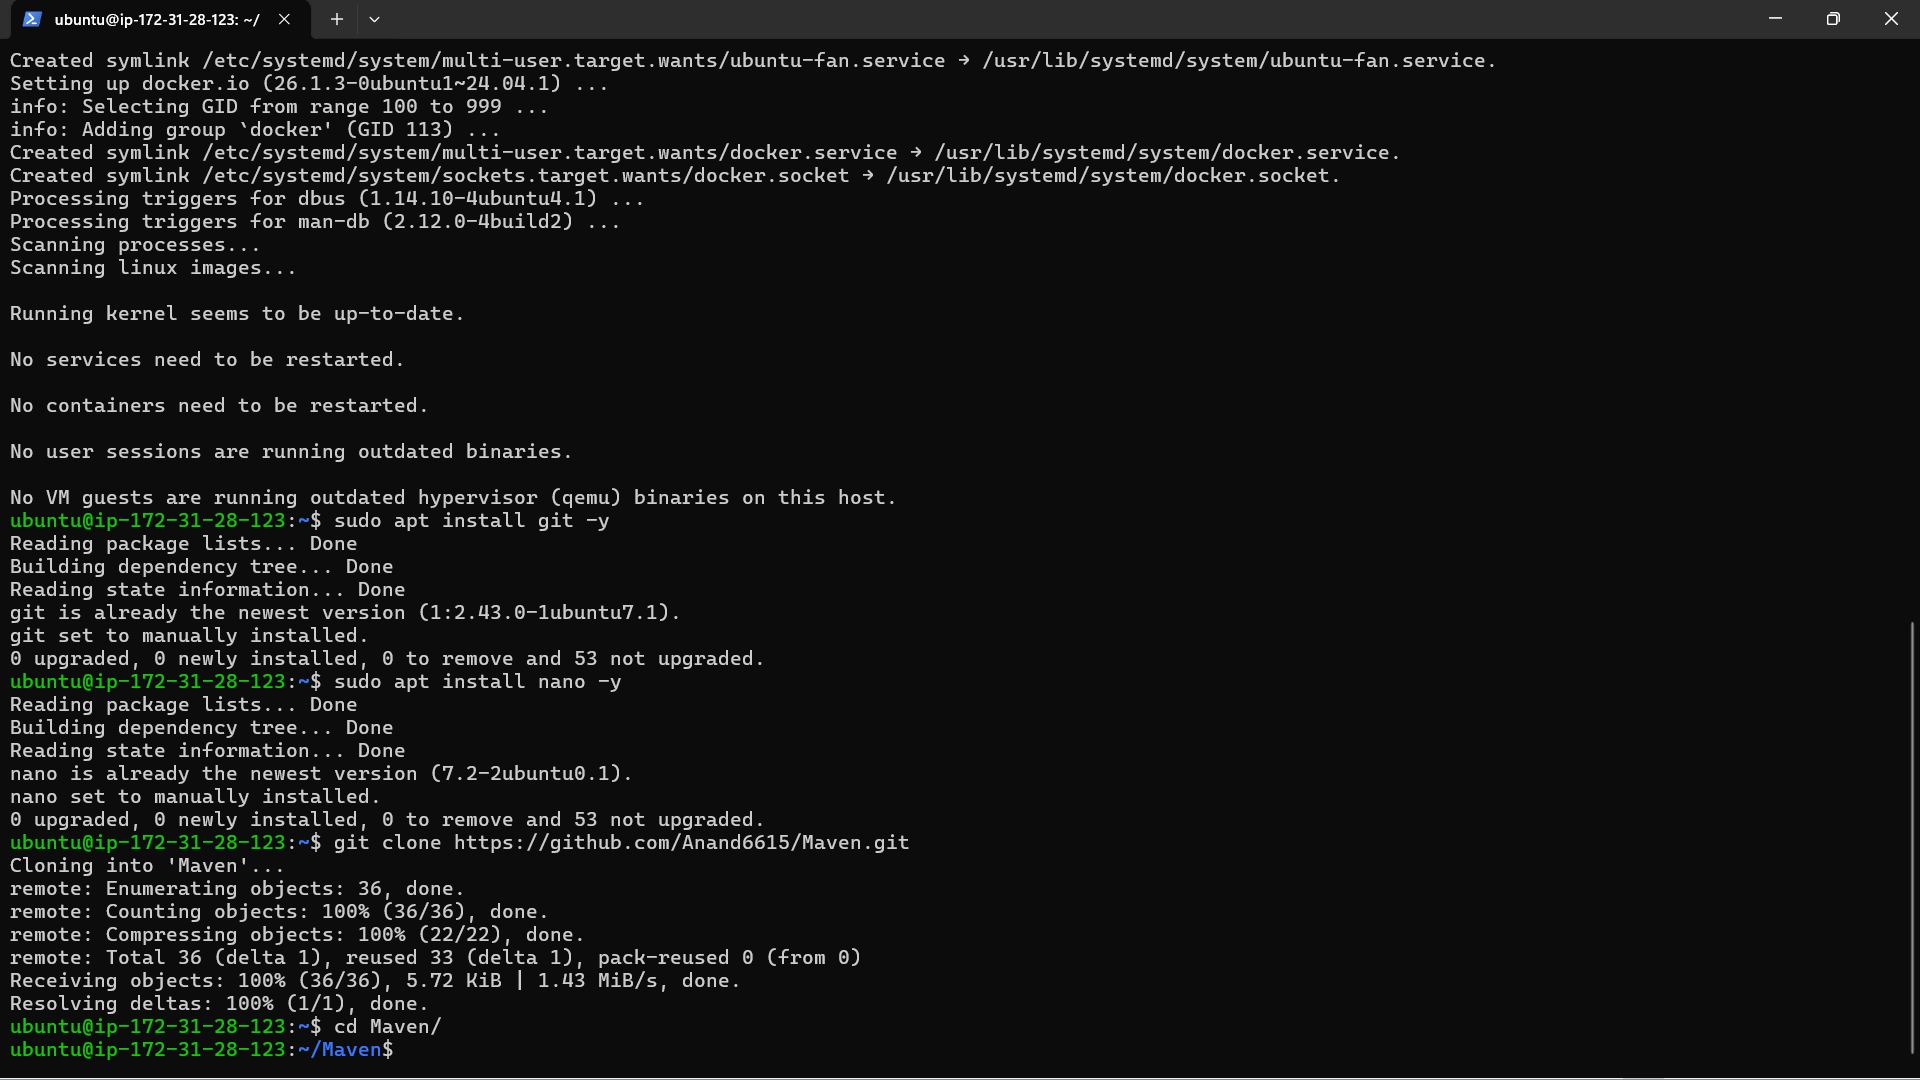 ubuntu@ip-172-31-28-123: ~/
Created symlink /etc/systemd/system/multi-user.target.wants/ubuntu-fan.service → /usr/lib/systemd/system/ubuntu-fan.service.
Setting up docker.io (26.1.3-0ubuntu1~24.04.1) ...
info: Selecting GID from range 100 to 999 ...
info: Adding group `docker' (GID 113) ...
Created symlink /etc/systemd/system/multi-user.target.wants/docker.service → /usr/lib/systemd/system/docker.service.
Created symlink /etc/systemd/system/sockets.target.wants/docker.socket → /usr/lib/systemd/system/docker.socket.
Processing triggers for dbus (1.14.10-4ubuntu4.1) ...
Processing triggers for man-db (2.12.0-4build2) ...
Scanning processes...
Scanning linux images...
Running kernel seems to be up-to-date.
No services need to be restarted.
No containers need to be restarted.
No user sessions are running outdated binaries.
No VM guests are running outdated hypervisor (qemu) binaries on this host.
ubuntu@ip-172-31-28-123:~$ sudo apt install git -y
Reading package lists... Done
Building dependency tree... Done
Reading state information... Done
git is already the newest version (1:2.43.0-1ubuntu7.1).
git set to manually installed.
0 upgraded, 0 newly installed, 0 to remove and 53 not upgraded.
ubuntu@ip-172-31-28-123:~$ sudo apt install nano -y
Reading package lists... Done
Building dependency tree... Done
Reading state information... Done
nano is already the newest version (7.2-2ubuntu0.1).
nano set to manually installed.
0 upgraded, 0 newly installed, 0 to remove and 53 not upgraded.
ubuntu@ip-172-31-28-123:~$ git clone https://github.com/Anand6615/Maven.git
Cloning into 'Maven'...
remote: Enumerating objects: 36, done.
remote: Counting objects: 100% (36/36), done.
remote: Compressing objects: 100% (22/22), done.
remote: Total 36 (delta 1), reused 33 (delta 1), pack-reused 0 (from 0)
Receiving objects: 100% (36/36), 5.72 KiB | 1.43 MiB/s, done.
Resolving deltas: 100% (1/1), done.
ubuntu@ip-172-31-28-123:~$ cd Maven/
ubuntu@ip-172-31-28-123:~/Maven$